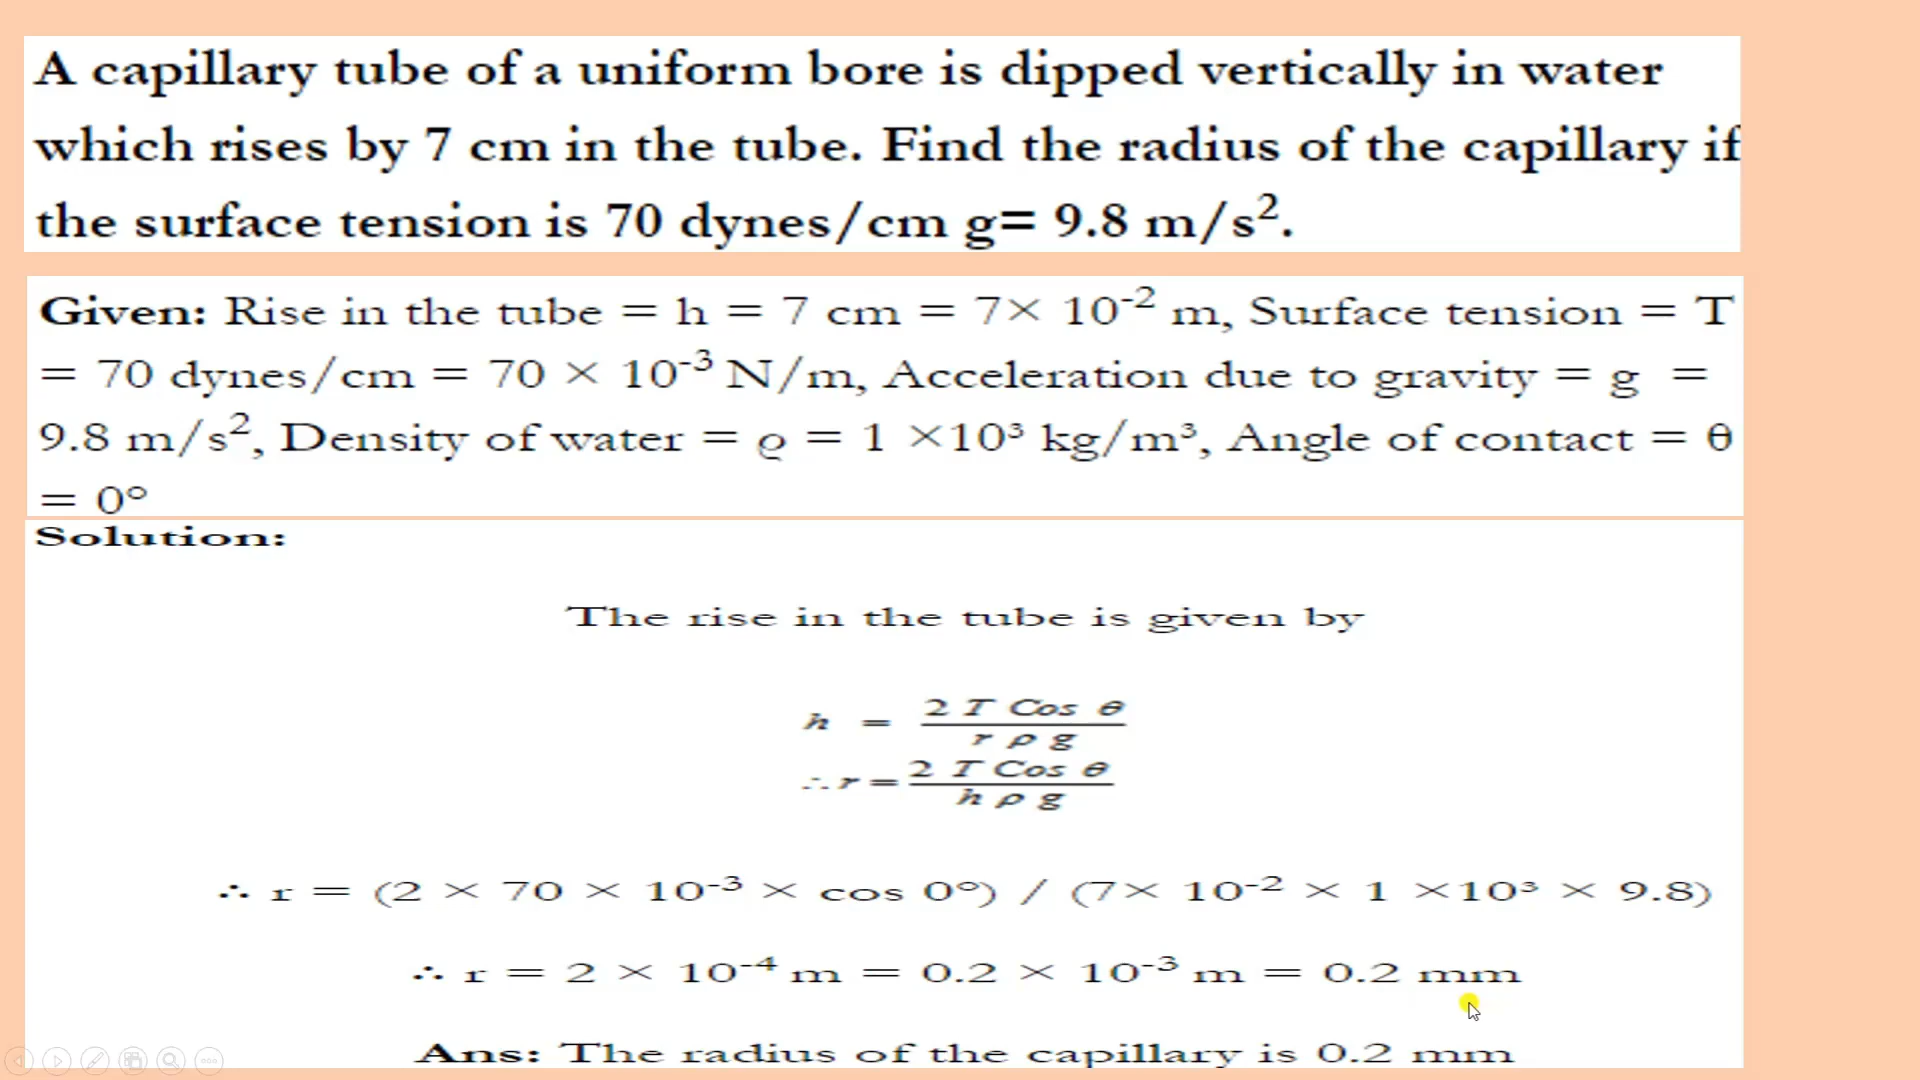 A capillary tube of a uniform bore is dipped vertically in water
which rises by 7 cm in the tube. Find the radius of the capillary if
the surface tension is 70 dynes/cm g= 9.8 m/s².
Given: Rise in the tube = h = 7 cm = 7× 10⁻² m, Surface tension = T
= 70 dynes/cm = 70 × 10⁻³ N/m, Acceleration due to gravity = g =
9.8 m/s², Density of water = ϱ = 1 ×10³ kg/m³, Angle of contact = θ
= 0°
Solution:
The rise in the tube is given by
h = 2 T Cos θ / r ρ g
∴ r = 2 T Cos θ / h ρ g
∴ r = (2 × 70 × 10⁻³ × cos 0°) / (7× 10⁻² × 1 ×10³ × 9.8)
∴ r = 2 × 10⁻⁴ m = 0.2 × 10⁻³ m = 0.2 mm
Ans: The radius of the capillary is 0.2 mm